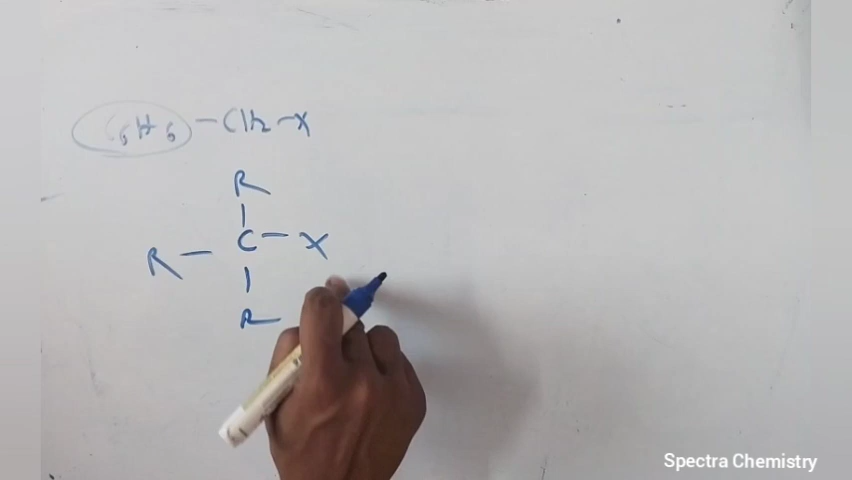 C6H5-CH2-X
R
R-C-X
R
Spectra Chemistry